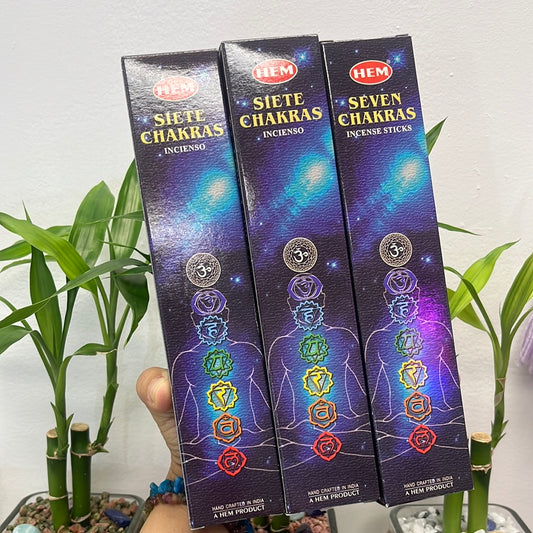 HEM
SIETE
CHAKRAS
INCIENSO
ॐ
HAND CRAFTED IN INDIA
A HEM PRODUCT
HEM
SIETE
CHAKRAS
INCIENSO
ॐ
HAND CRAFTED IN INDIA
A HEM PRODUCT
HEM
SEVEN
CHAKRAS
INCENSE STICKS
ॐ
HAND CRAFTED IN INDIA
A HEM PRODUCT